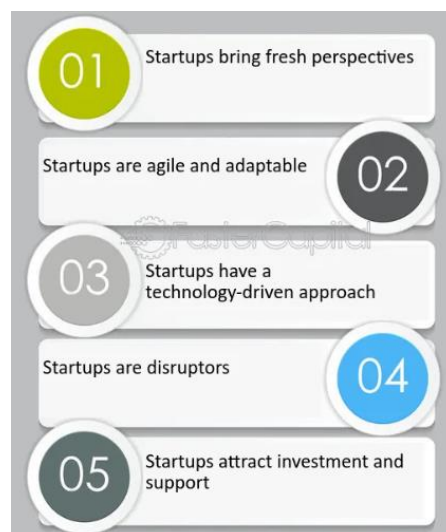 01
Startups bring fresh perspectives
Startups are agile and adaptable
02
FasterCapital
03
Startups have a
technology-driven approach
Startups are disruptors
04
05
Startups attract investment and
support